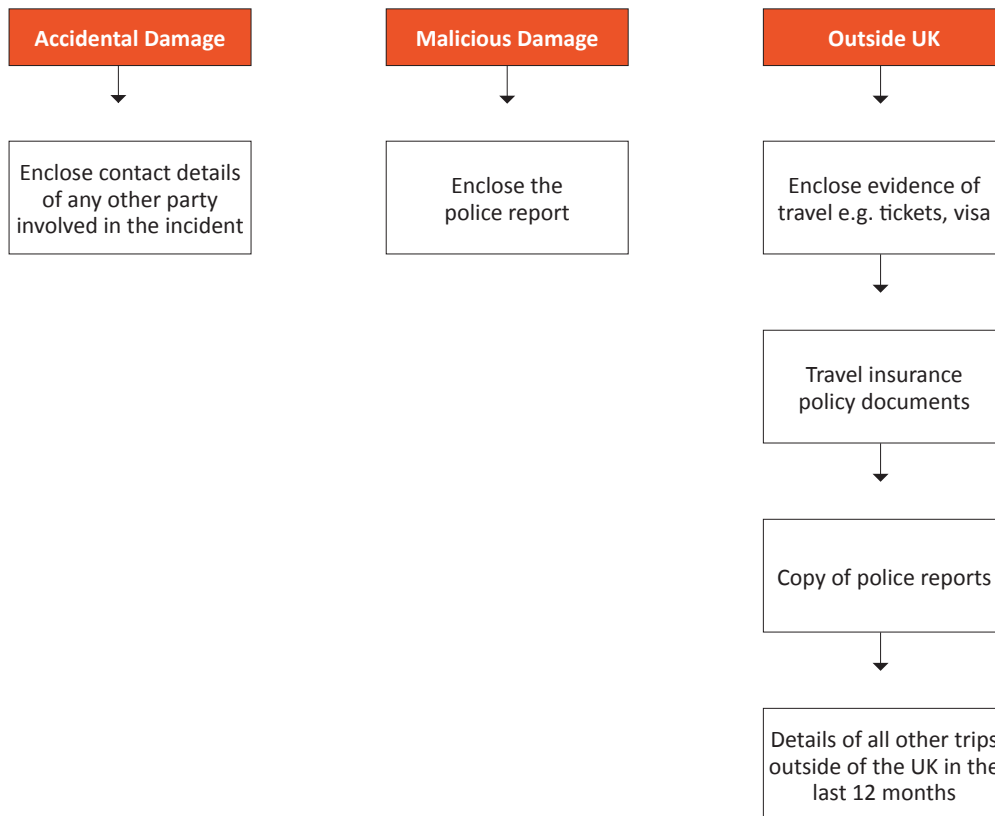 Accidental Damage
Enclose contact details
of any other party
involved in the incident
Malicious Damage
Enclose the
police report
Outside UK
Enclose evidence of
travel e.g. tickets, visa
Travel insurance
policy documents
Copy of police reports
Details of all other trips
outside of the UK in the
last 12 months